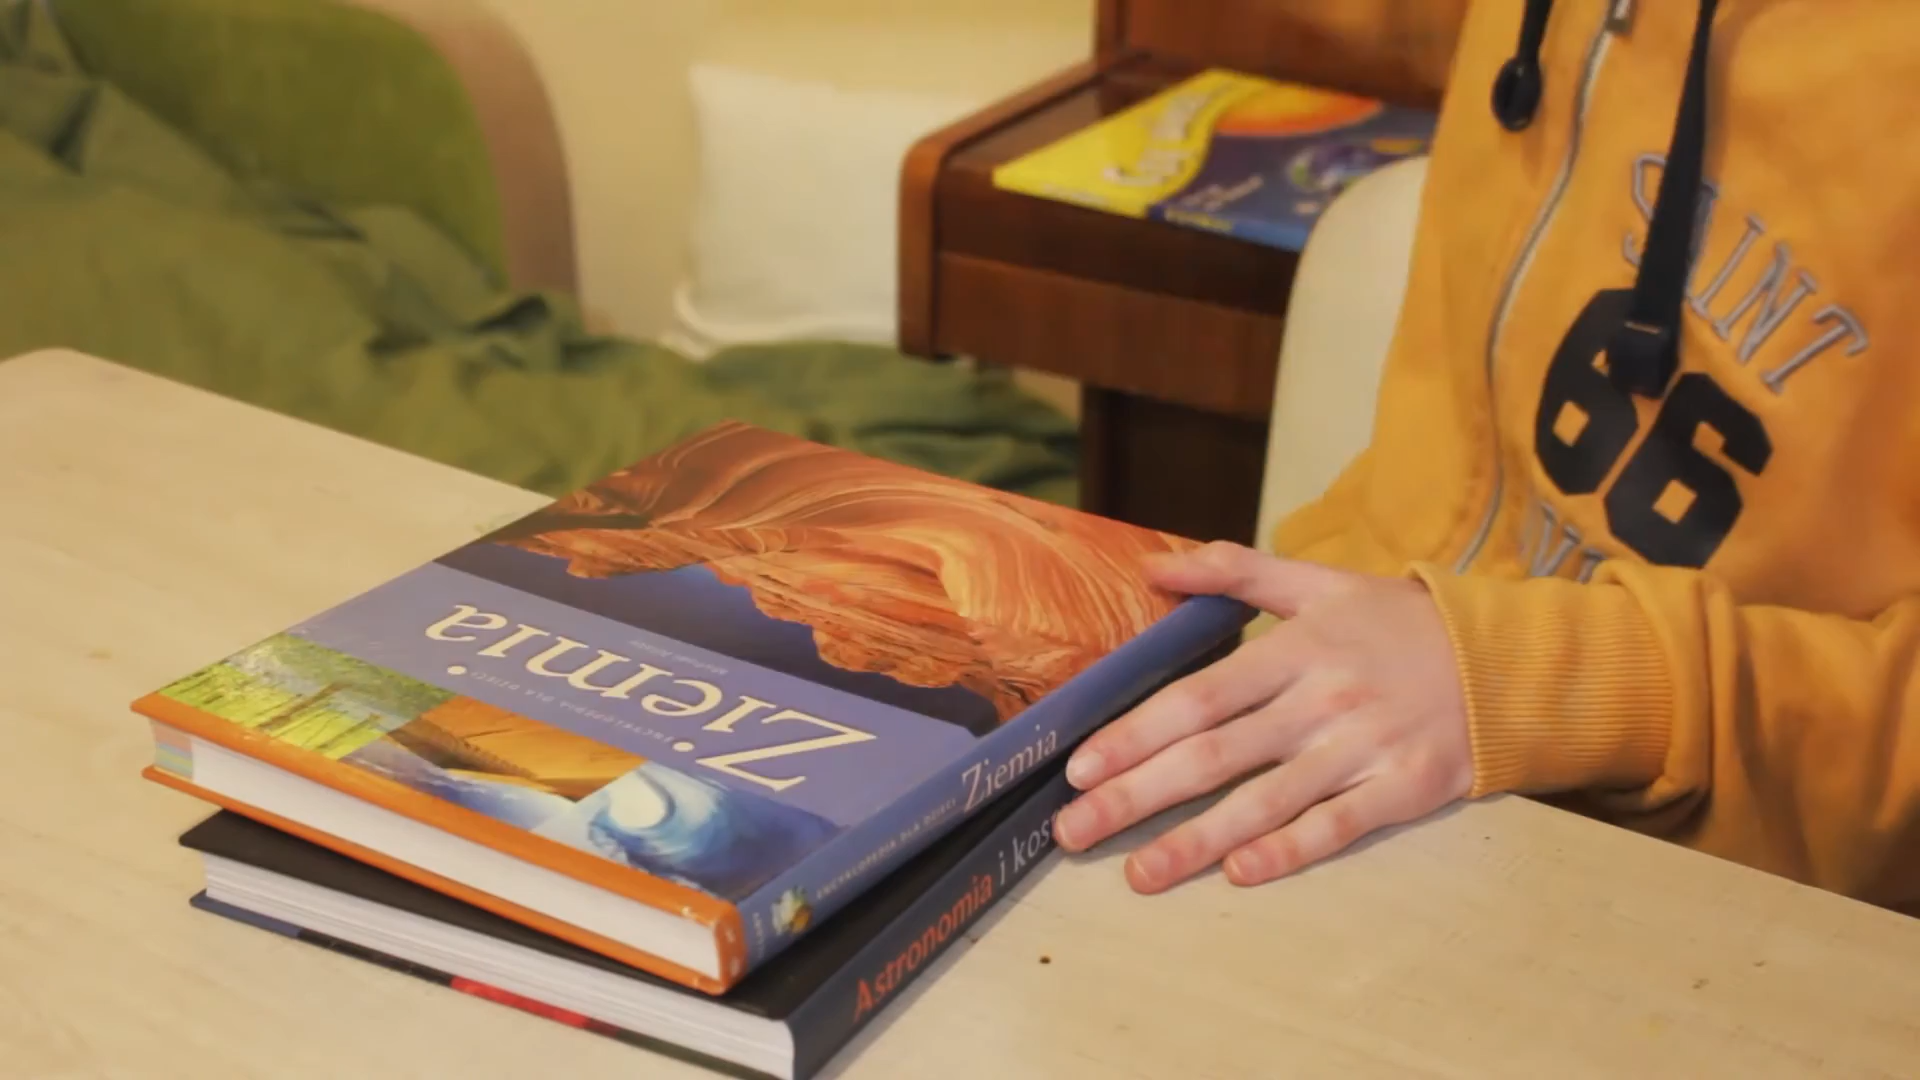 SAINT
66
Ziemia
ENCYKLOPEDIA DLA DZIECI
ENCYKLOPEDIA DLA DZIECI Ziemia
Astronomia i kos